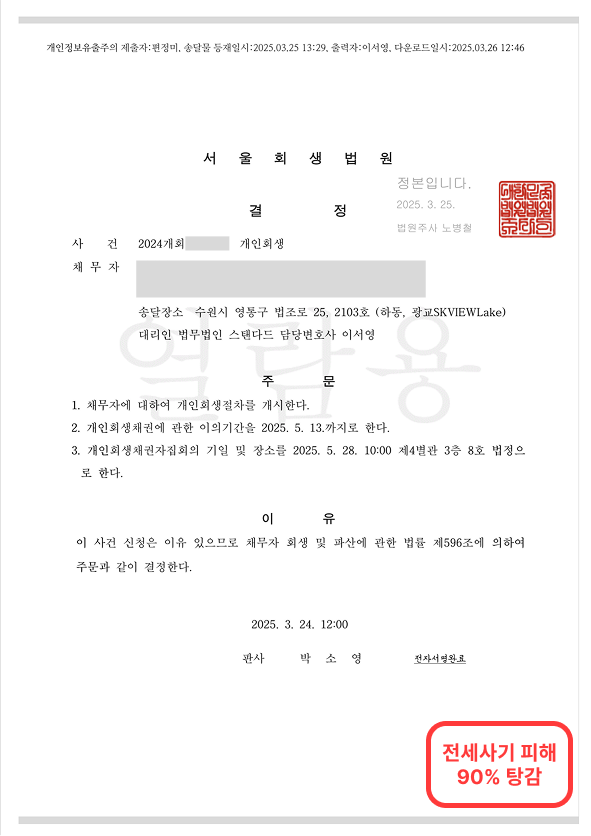 개인정보유출주의 제출자:편정미, 송달물 등재일시:2025.03.25 13:29, 출력자:이서영, 다운로드일시:2025.03.26 12:46
서 울 회 생 법 원
정본입니다.
결 정
2025. 3. 25.
법원주사 노병철
사 건 2024개회 개인회생
채 무 자
송달장소 수원시 영통구 법조로 25, 2103호 (하동, 광교SKVIEWLake)
대리인 법무법인 스탠다드 담당변호사 이서영
열람용
주 문
1. 채무자에 대하여 개인회생절차를 개시한다.
2. 개인회생채권에 관한 이의기간을 2025. 5. 13.까지로 한다.
3. 개인회생채권자집회의 기일 및 장소를 2025. 5. 28. 10:00 제4별관 3층 8호 법정으
로 한다.
이 유
이 사건 신청은 이유 있으므로 채무자 회생 및 파산에 관한 법률 제596조에 의하여
주문과 같이 결정한다.
2025. 3. 24. 12:00
판사 박 소 영 전자서명완료
전세사기 피해
90% 탕감